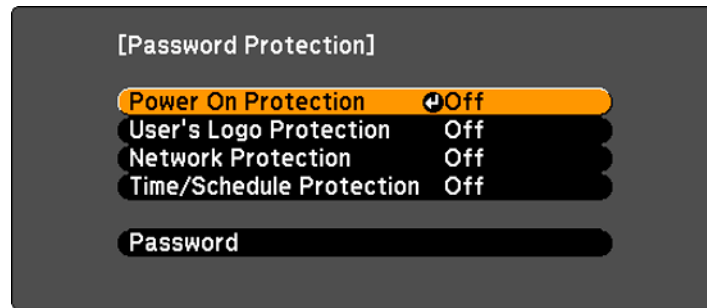 [Password Protection]
Power On Protection Off
User's Logo Protection Off
Network Protection Off
Time/Schedule Protection Off
Password